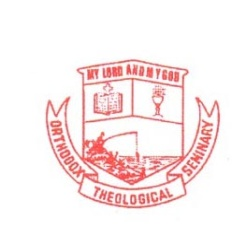 MY LORD AND MY GOD
ORTHODOX THEOLOGICAL SEMINARY